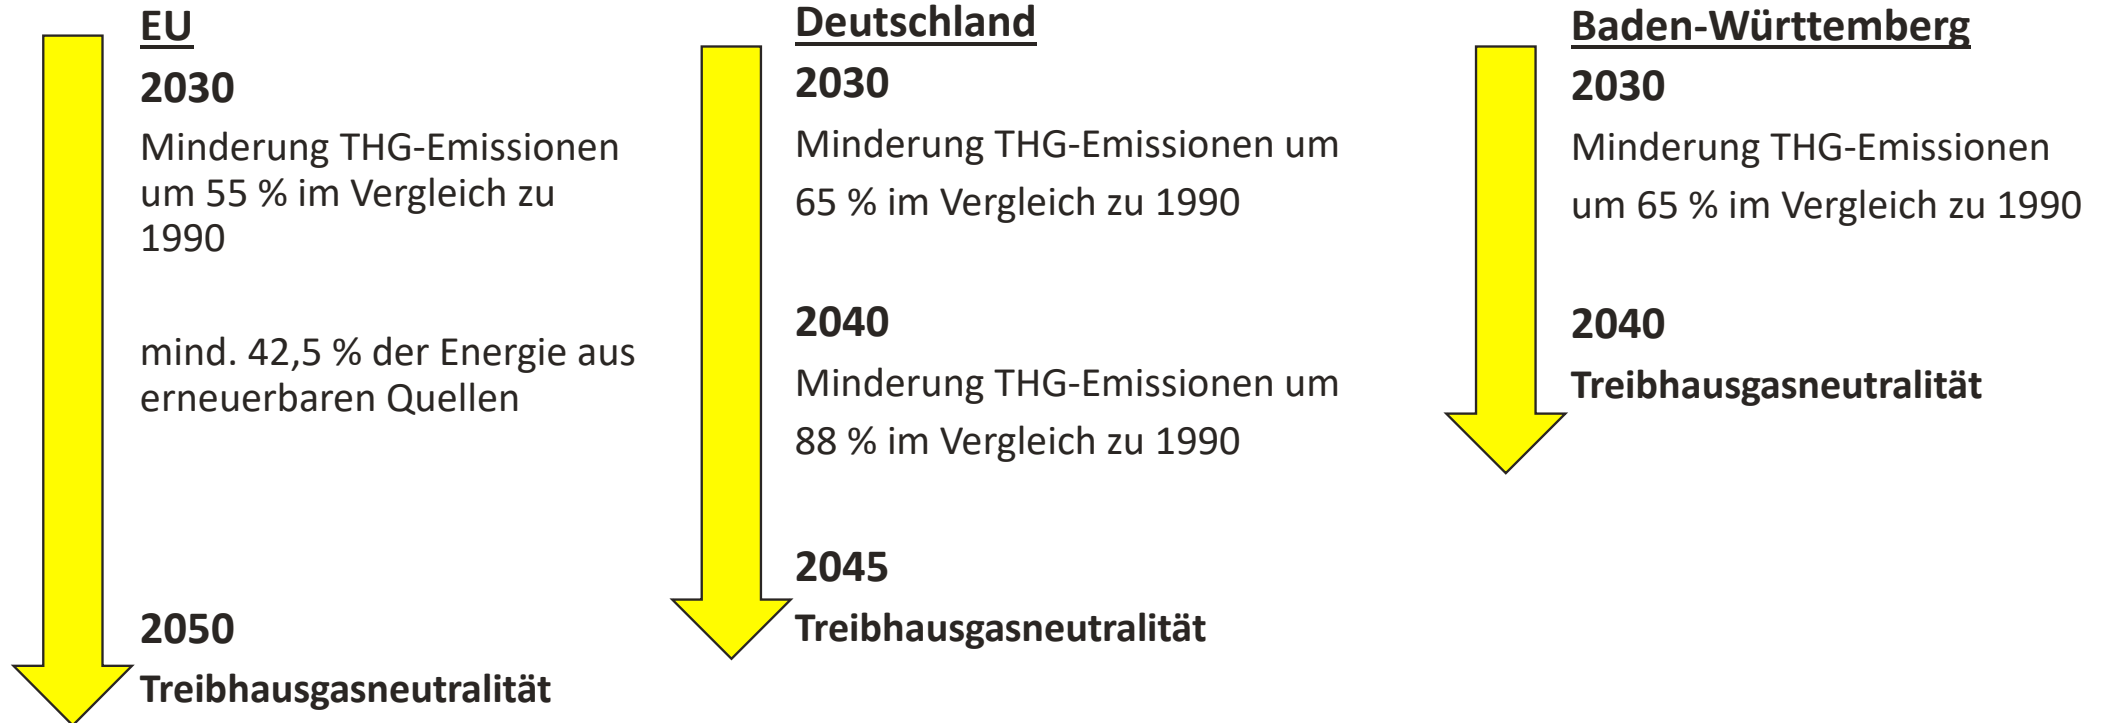 EU
2030
Minderung THG-Emissionen
um 55 % im Vergleich zu
1990
mind. 42,5 % der Energie aus
erneuerbaren Quellen
2050
Treibhausgasneutralität
Deutschland
2030
Minderung THG-Emissionen um
65 % im Vergleich zu 1990
2040
Minderung THG-Emissionen um
88 % im Vergleich zu 1990
2045
Treibhausgasneutralität
Baden-Württemberg
2030
Minderung THG-Emissionen
um 65 % im Vergleich zu 1990
2040
Treibhausgasneutralität